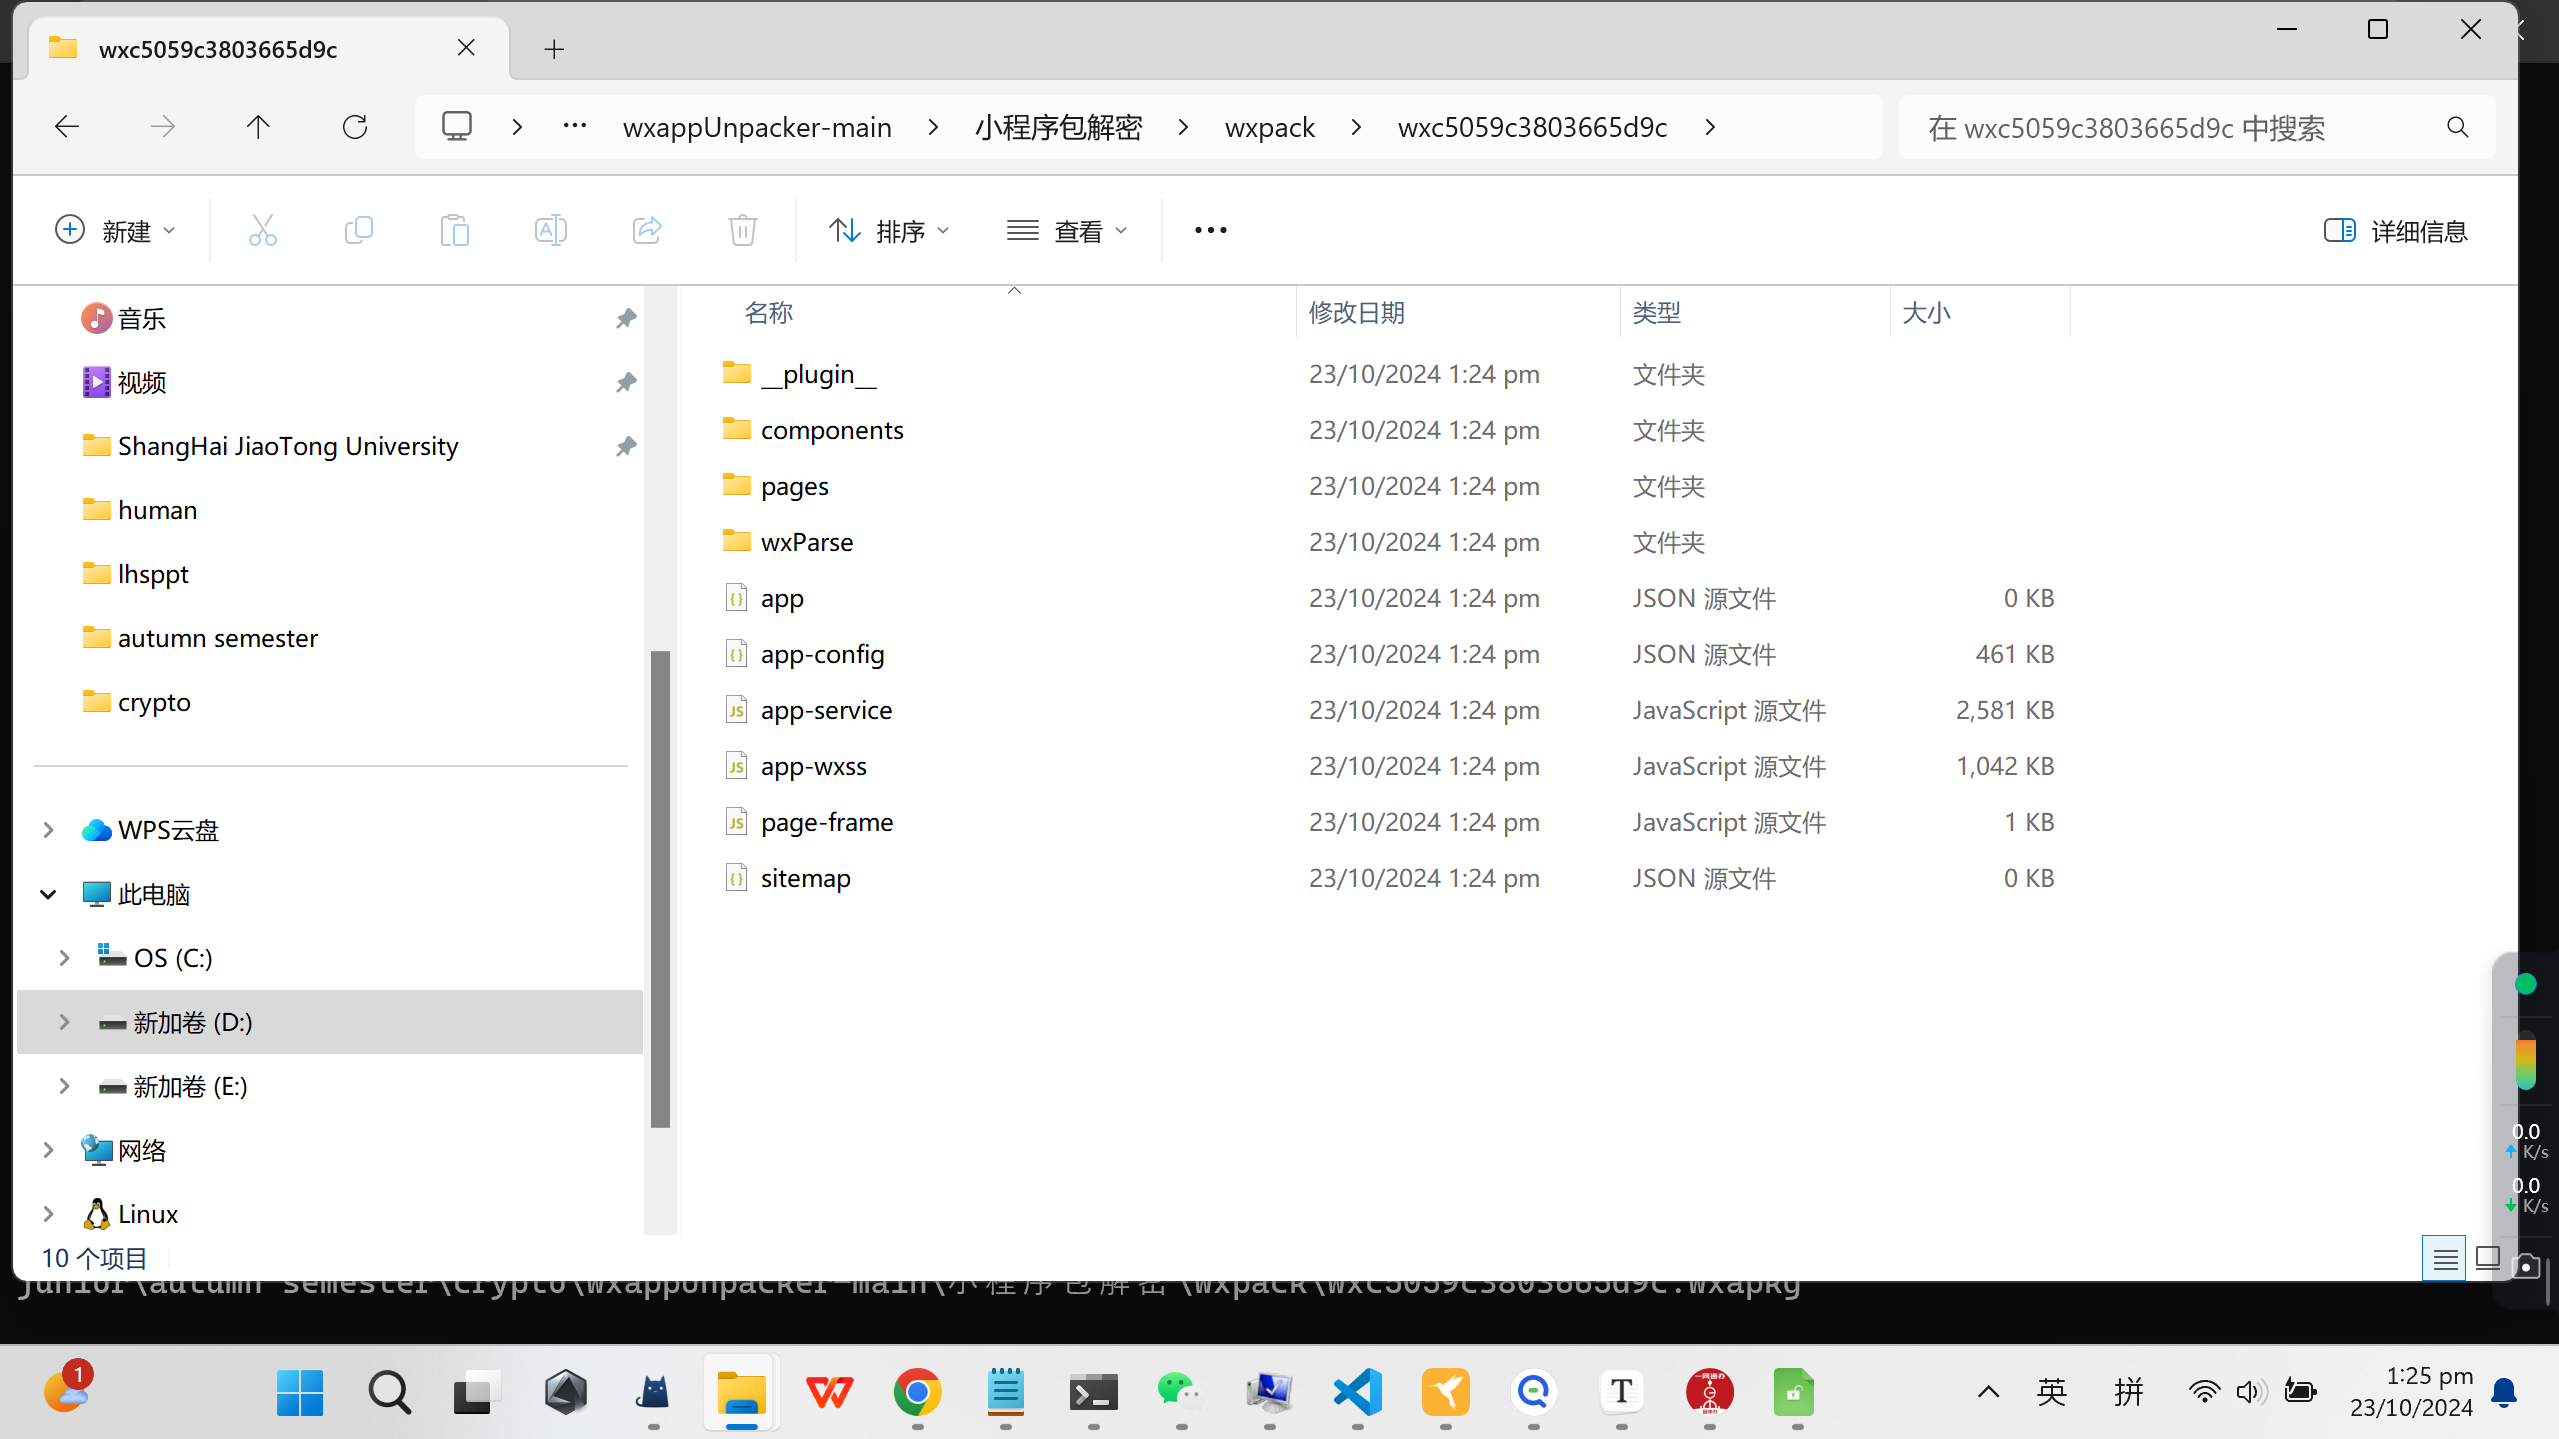 wxc5059c3803665d9c
wxappUnpacker-main
小程序包解密
wxpack
wxc5059c3803665d9c
在 wxc5059c3803665d9c 中搜索
新建
排序
查看
详细信息
音乐
视频
ShangHai JiaoTong University
human
lhsppt
autumn semester
crypto
WPS云盘
此电脑
OS (C:)
新加卷 (D:)
新加卷 (E:)
网络
Linux
名称 修改日期 类型 大小
__plugin__ 23/10/2024 1:24 pm 文件夹
components 23/10/2024 1:24 pm 文件夹
pages 23/10/2024 1:24 pm 文件夹
wxParse 23/10/2024 1:24 pm 文件夹
app 23/10/2024 1:24 pm JSON 源文件 0 KB
app-config 23/10/2024 1:24 pm JSON 源文件 461 KB
app-service 23/10/2024 1:24 pm JavaScript 源文件 2,581 KB
app-wxss 23/10/2024 1:24 pm JavaScript 源文件 1,042 KB
page-frame 23/10/2024 1:24 pm JavaScript 源文件 1 KB
sitemap 23/10/2024 1:24 pm JSON 源文件 0 KB
0.0
K/s
0.0
K/s
10 个项目
junior\autumn semester\crypto\wxappUnpacker-main\小程序包解密\wxpack\wxc5059c3803665d9c.wxapkg
1
英
拼
1:25 pm
23/10/2024